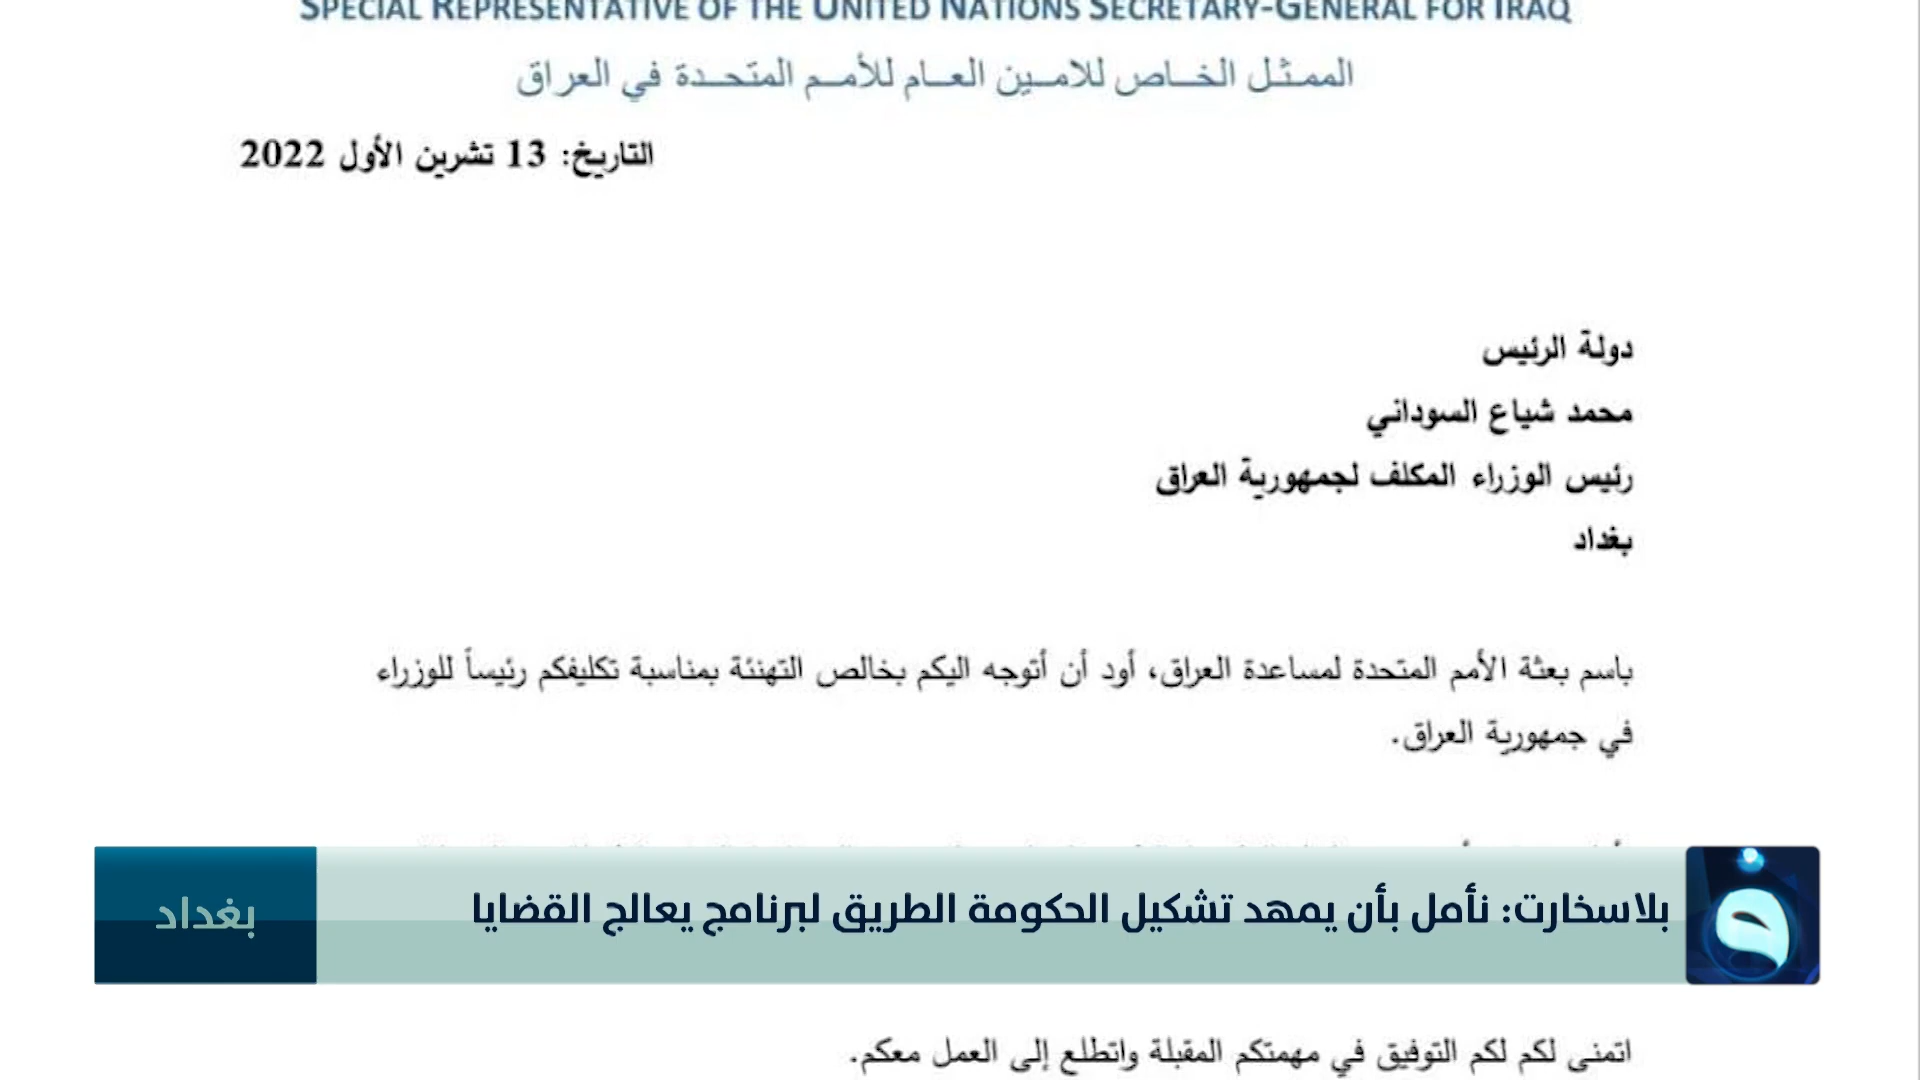 SPECIAL REPRESENTATIVE OF THE UNITED NATIONS SECRETARY-GENERAL FOR IRAQ
الممثل الخاص للامين العام للأمم المتحدة في العراق
التاريخ: 13 تشرين الأول 2022
دولة الرئيس
محمد شياع السوداني
رئيس الوزراء المكلف لجمهورية العراق
بغداد
باسم بعثة الأمم المتحدة لمساعدة العراق، أود أن أتوجه اليكم بخالص التهنئة بمناسبة تكليفكم رئيساً للوزراء
في جمهورية العراق.
بلاسخارت: نأمل بأن يمهد تشكيل الحكومة الطريق لبرنامج يعالج القضايا
بغداد
اتمنى لكم لكم التوفيق في مهمتكم المقبلة واتطلع إلى العمل معكم.